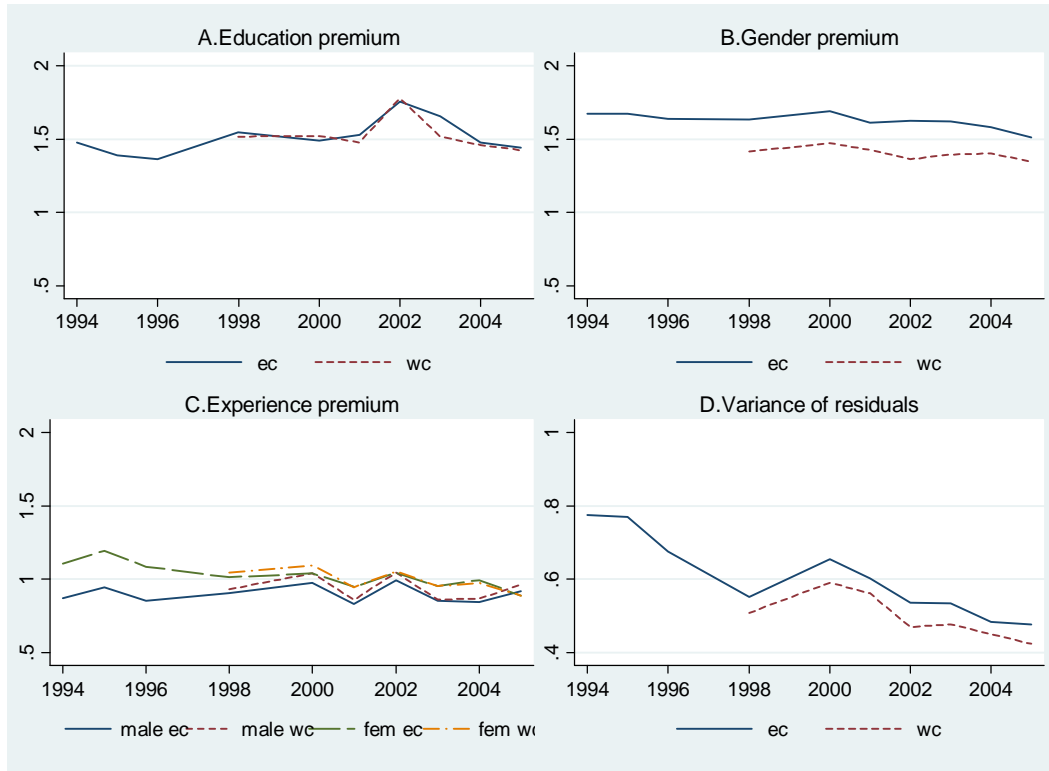 A.Education premium
2
1.5
1
.5
1994 1996 1998 2000 2002 2004
ec wc
B.Gender premium
2
1.5
1
.5
1994 1996 1998 2000 2002 2004
ec wc
C.Experience premium
2
1.5
1
.5
1994 1996 1998 2000 2002 2004
male ec male wc fem ec fem wc
D.Variance of residuals
1
.8
.6
.4
1994 1996 1998 2000 2002 2004
ec wc